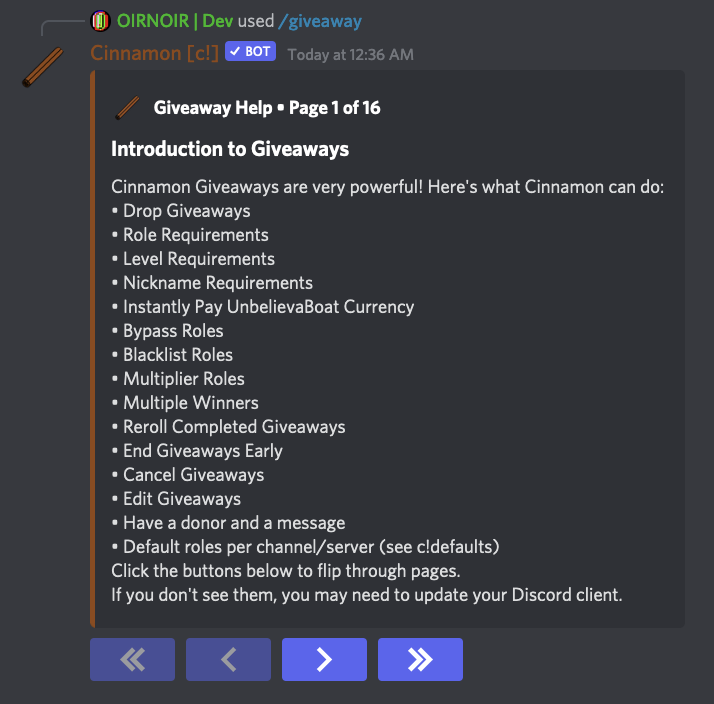 OIRNOIR | Dev used /giveaway
Cinnamon [c!] ✓ BOT Today at 12:36 AM
Giveaway Help • Page 1 of 16
Introduction to Giveaways
Cinnamon Giveaways are very powerful! Here's what Cinnamon can do:
• Drop Giveaways
• Role Requirements
• Level Requirements
• Nickname Requirements
• Instantly Pay UnbelievaBoat Currency
• Bypass Roles
• Blacklist Roles
• Multiplier Roles
• Multiple Winners
• Reroll Completed Giveaways
• End Giveaways Early
• Cancel Giveaways
• Edit Giveaways
• Have a donor and a message
• Default roles per channel/server (see c!defaults)
Click the buttons below to flip through pages.
If you don't see them, you may need to update your Discord client.